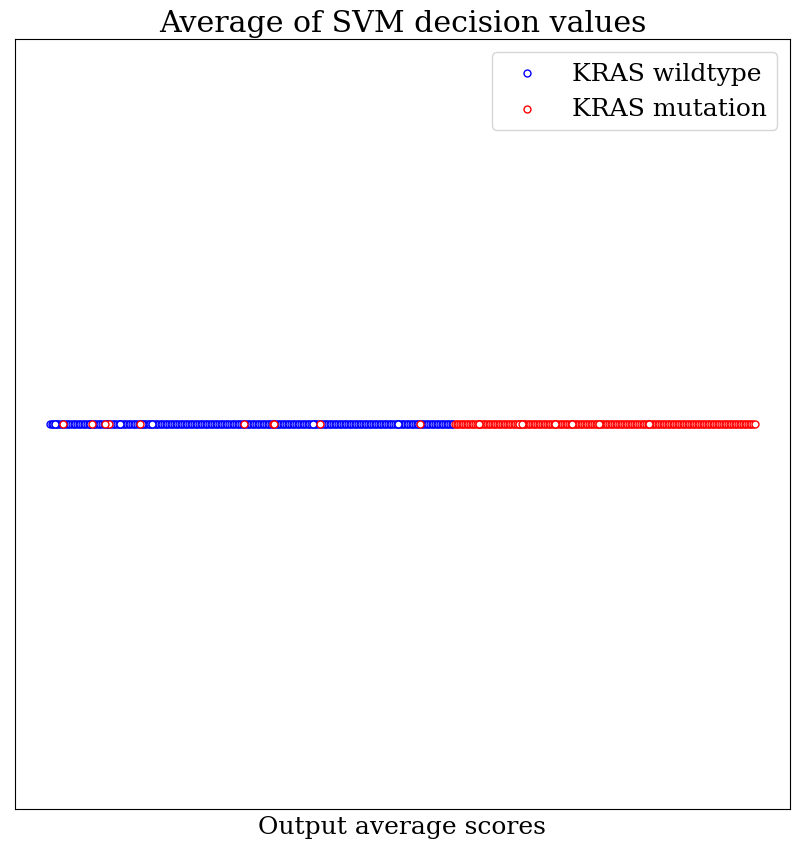 Average of SVM decision values
KRAS wildtype
KRAS mutation
Output average scores